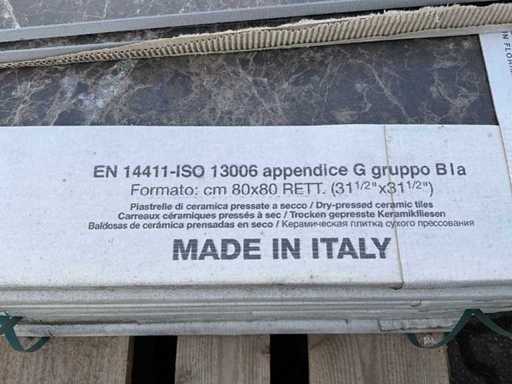 EN 14411-ISO 13006 appendice G gruppo BIa
Formato: cm 80x80 RETT. (31 1/2"x31 1/2")
Piastrelle di ceramica pressate a secco / Dry-pressed ceramic tiles
Carreaux céramiques pressés à sec / Trocken gepresste Keramikfliesen
Baldosas de cerámica prensadas en seco / Керамическая плитка сухого прессования
MADE IN ITALY